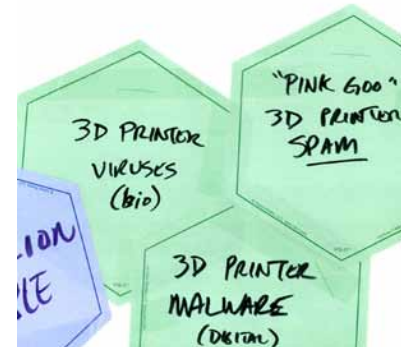 3D PRINTER
VIRUSES
(bio)
"PINK GOO"
3D PRINTER
SPAM
3D PRINTER
MALWARE
(DIGITAL)